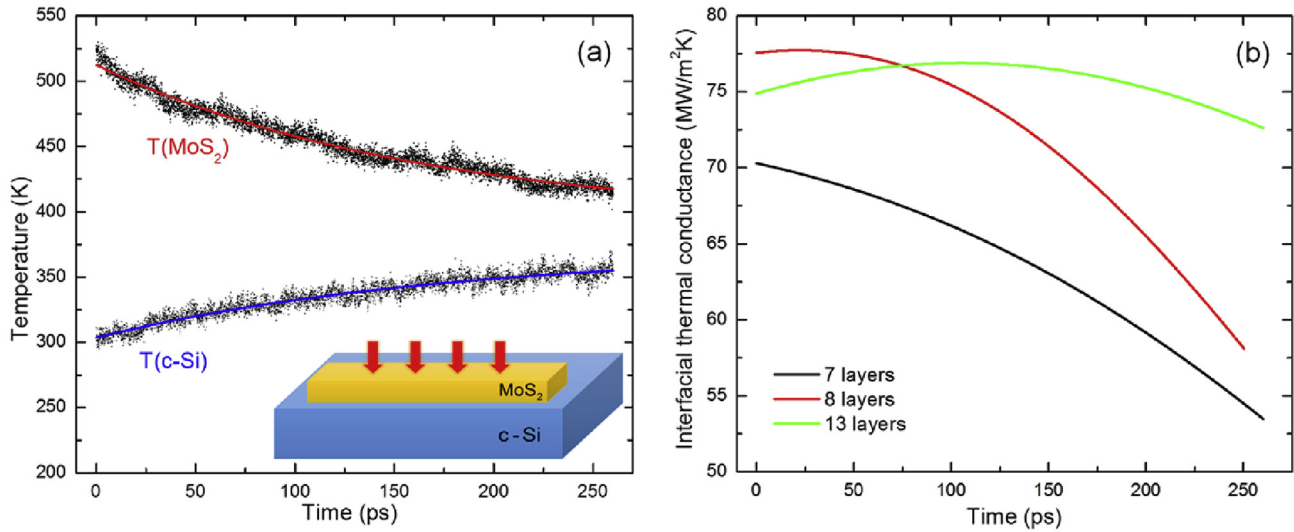 (a)
Temperature (K)
550
500
450
400
350
300
250
200
T(MoS₂)
T(c-Si)
MoS₂
c-Si
0 50 100 150 200 250
Time (ps)
(b)
Interfacial thermal conductance (MW/m²K)
80
75
70
65
60
55
50
7 layers
8 layers
13 layers
0 50 100 150 200 250
Time (ps)